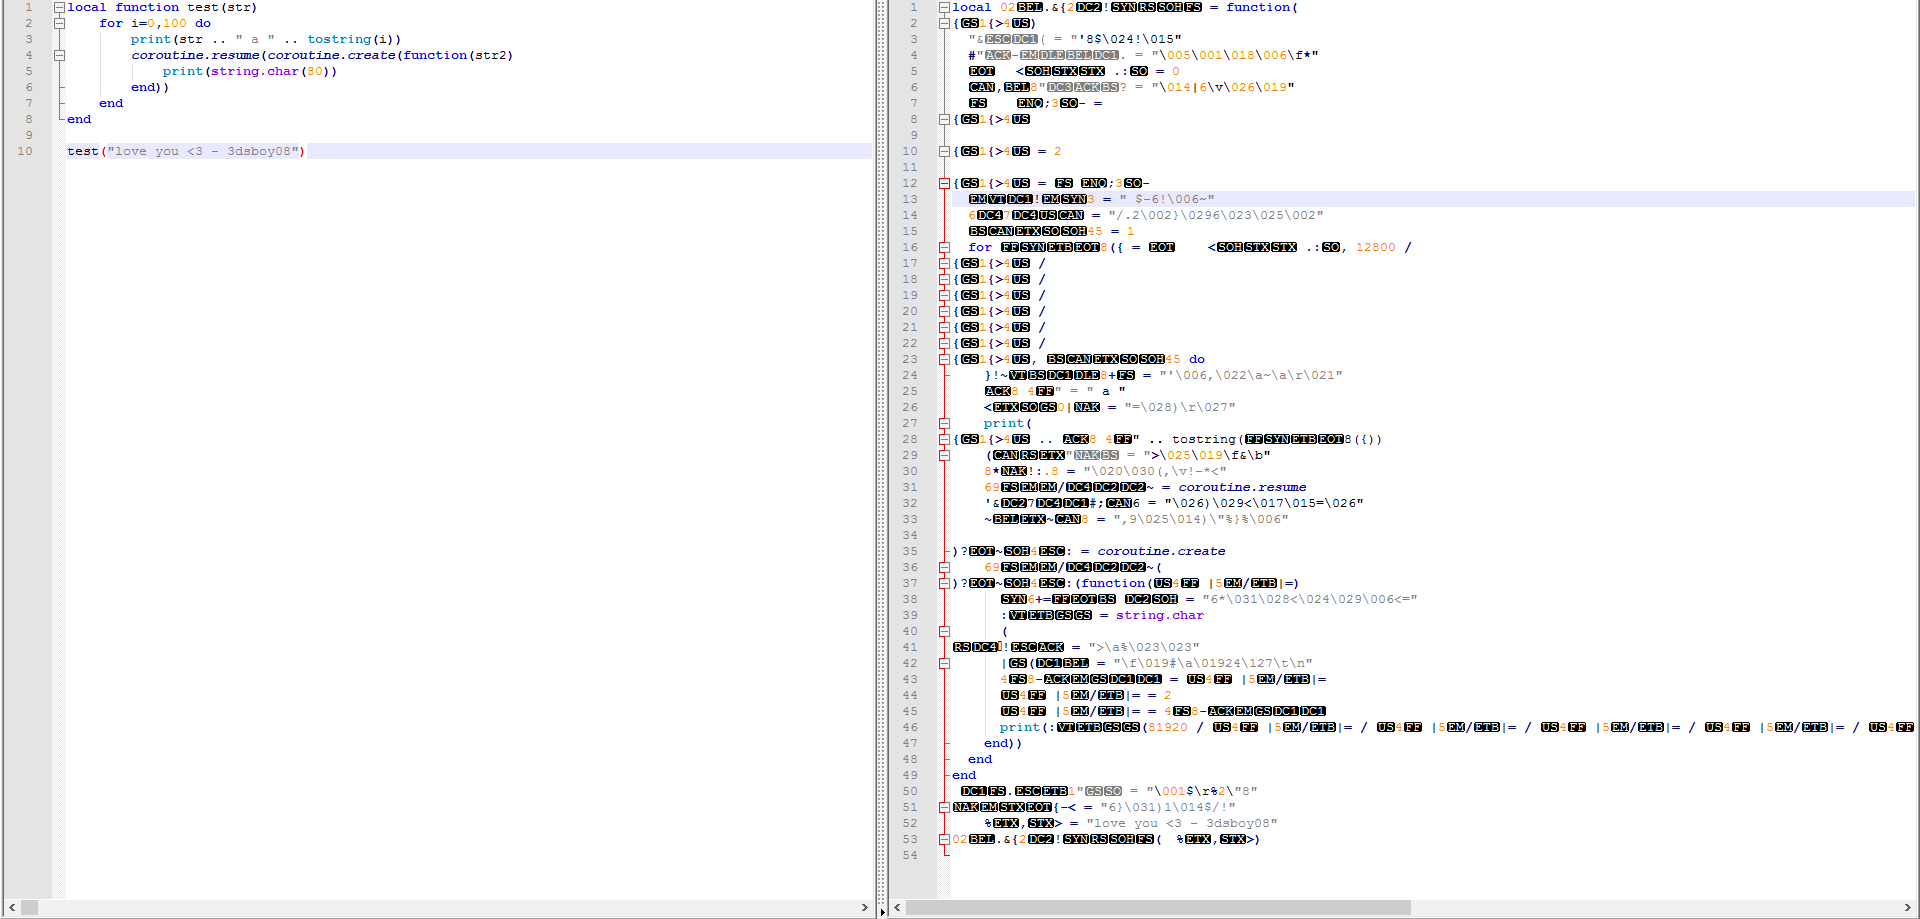 1 local function test(str)
2 for i=0,100 do
3 print(str .. " a " .. tostring(i))
4 coroutine.resume(coroutine.create(function(str2)
5 print(string.char(80))
6 end))
7 end
8 end
9
10 test("love you <3 - 3dsboy08")
1 local 02BEL.&{2DC2!SYNRSSOHFS = function(
2 {GS1{>4US)
3 "&ESCDC1( = "'8$\024!\015"
4 #"ACK-EMDLEBELDC1. = "\005\001\018\006\f*"
5 EOT <SOHSTXSTX .:SO = 0
6 CAN,BEL8"DC3ACKBS? = "\014|6\v\026\019"
7 FS ENQ;3SO- =
8 {GS1{>4US
9
10 {GS1{>4US = 2
11
12 {GS1{>4US = FS ENQ;3SO-
13 EMVTDC1!EMSYN3 = " $-6!\006~"
14 6DC47DC4USCAN = "/.2\002}\0296\023\025\002"
15 BSCANETXSOSOH45 = 1
16 for FFSYNETBEOT8({ = EOT <SOHSTXSTX .:SO, 12800 /
17 {GS1{>4US /
18 {GS1{>4US /
19 {GS1{>4US /
20 {GS1{>4US /
21 {GS1{>4US /
22 {GS1{>4US /
23 {GS1{>4US, BSCANETXSOSOH45 do
24 }!~VTBSDC1DLE8+FS = "'\006,\022\a~\a\r\021"
25 ACK8 4FF" = " a "
26 <ETXSOGS0|NAK = "=\028)\r\027"
27 print(
28 {GS1{>4US .. ACK8 4FF" .. tostring(FFSYNETBEOT8({))
29 (CANRSETX"NAKBS = ">\025\019\f&\b"
30 8*NAK!:.8 = "\020\030(,\v!-*<"
31 69FSEMEM/DC4DC2DC2~ = coroutine.resume
32 '&DC27DC4DC1#;CAN6 = "\026)\029<\017\015=\026"
33 ~BELETX~CAN8 = ",9\025\014)\"%}%\006"
34
35 )?EOT~SOH4ESC: = coroutine.create
36 69FSEMEM/DC4DC2DC2~(
37 )?EOT~SOH4ESC:(function(US4FF |5EM/ETB|=)
38 SYN6+=FFEOTBS DC2SOH = "6*\031\028<\024\029\006<="
39 :VTETBGSGS = string.char
40 (
41 RSDC4!ESCACK = ">\a%\023\023"
42 |GS(DC1BEL = "\f\019#\a\01924\127\t\n"
43 4FS8-ACKEMGSDC1DC1 = US4FF |5EM/ETB|=
44 US4FF |5EM/ETB|= = 2
45 US4FF |5EM/ETB|= = 4FS8-ACKEMGSDC1DC1
46 print(:VTETBGSGS(81920 / US4FF |5EM/ETB|= / US4FF |5EM/ETB|= / US4FF |5EM/ETB|= / US4FF |5EM/ETB|= / US4FF
47 end))
48 end
49 end
50 DC1FS.ESCETB1"GSSO = "\001$\r%2\"8"
51 NAKEMSTXEOT{-< = "6}\031)1\014$/!"
52 %ETX,STX> = "love you <3 - 3dsboy08"
53 02BEL.&{2DC2!SYNRSSOHFS( %ETX,STX>)
54